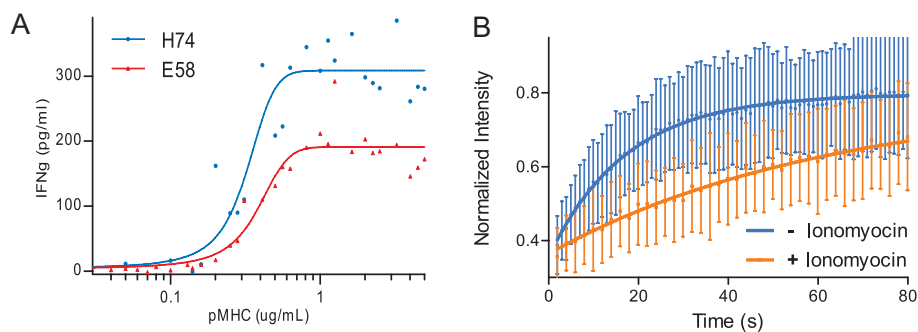 A
H74
E58
IFNg (pg/ml)
300
200
100
0
0.1
1
pMHC (ug/mL)
B
Normalized Intensity
0.8
0.6
0.4
- Ionomyocin
+ Ionomyocin
0
20
40
60
80
Time (s)